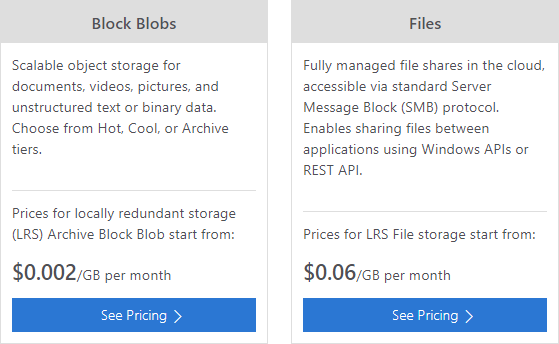 Block Blobs
Scalable object storage for
documents, videos, pictures, and
unstructured text or binary data.
Choose from Hot, Cool, or Archive
tiers.
Prices for locally redundant storage
(LRS) Archive Block Blob start from:
$0.002/GB per month
See Pricing
Files
Fully managed file shares in the cloud,
accessible via standard Server
Message Block (SMB) protocol.
Enables sharing files between
applications using Windows APIs or
REST API.
Prices for LRS File storage start from:
$0.06/GB per month
See Pricing